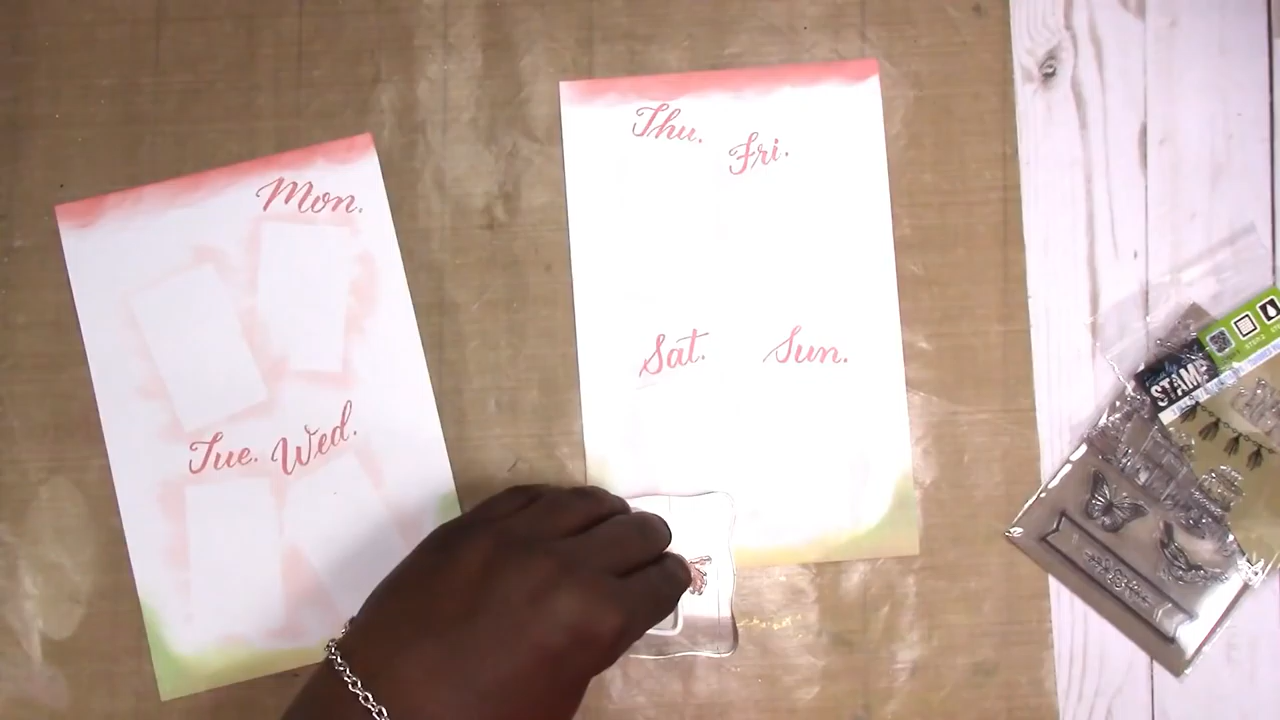 Mon.
Tue. Wed.
Thu.
Fri.
Sat. Sun.
STAMP